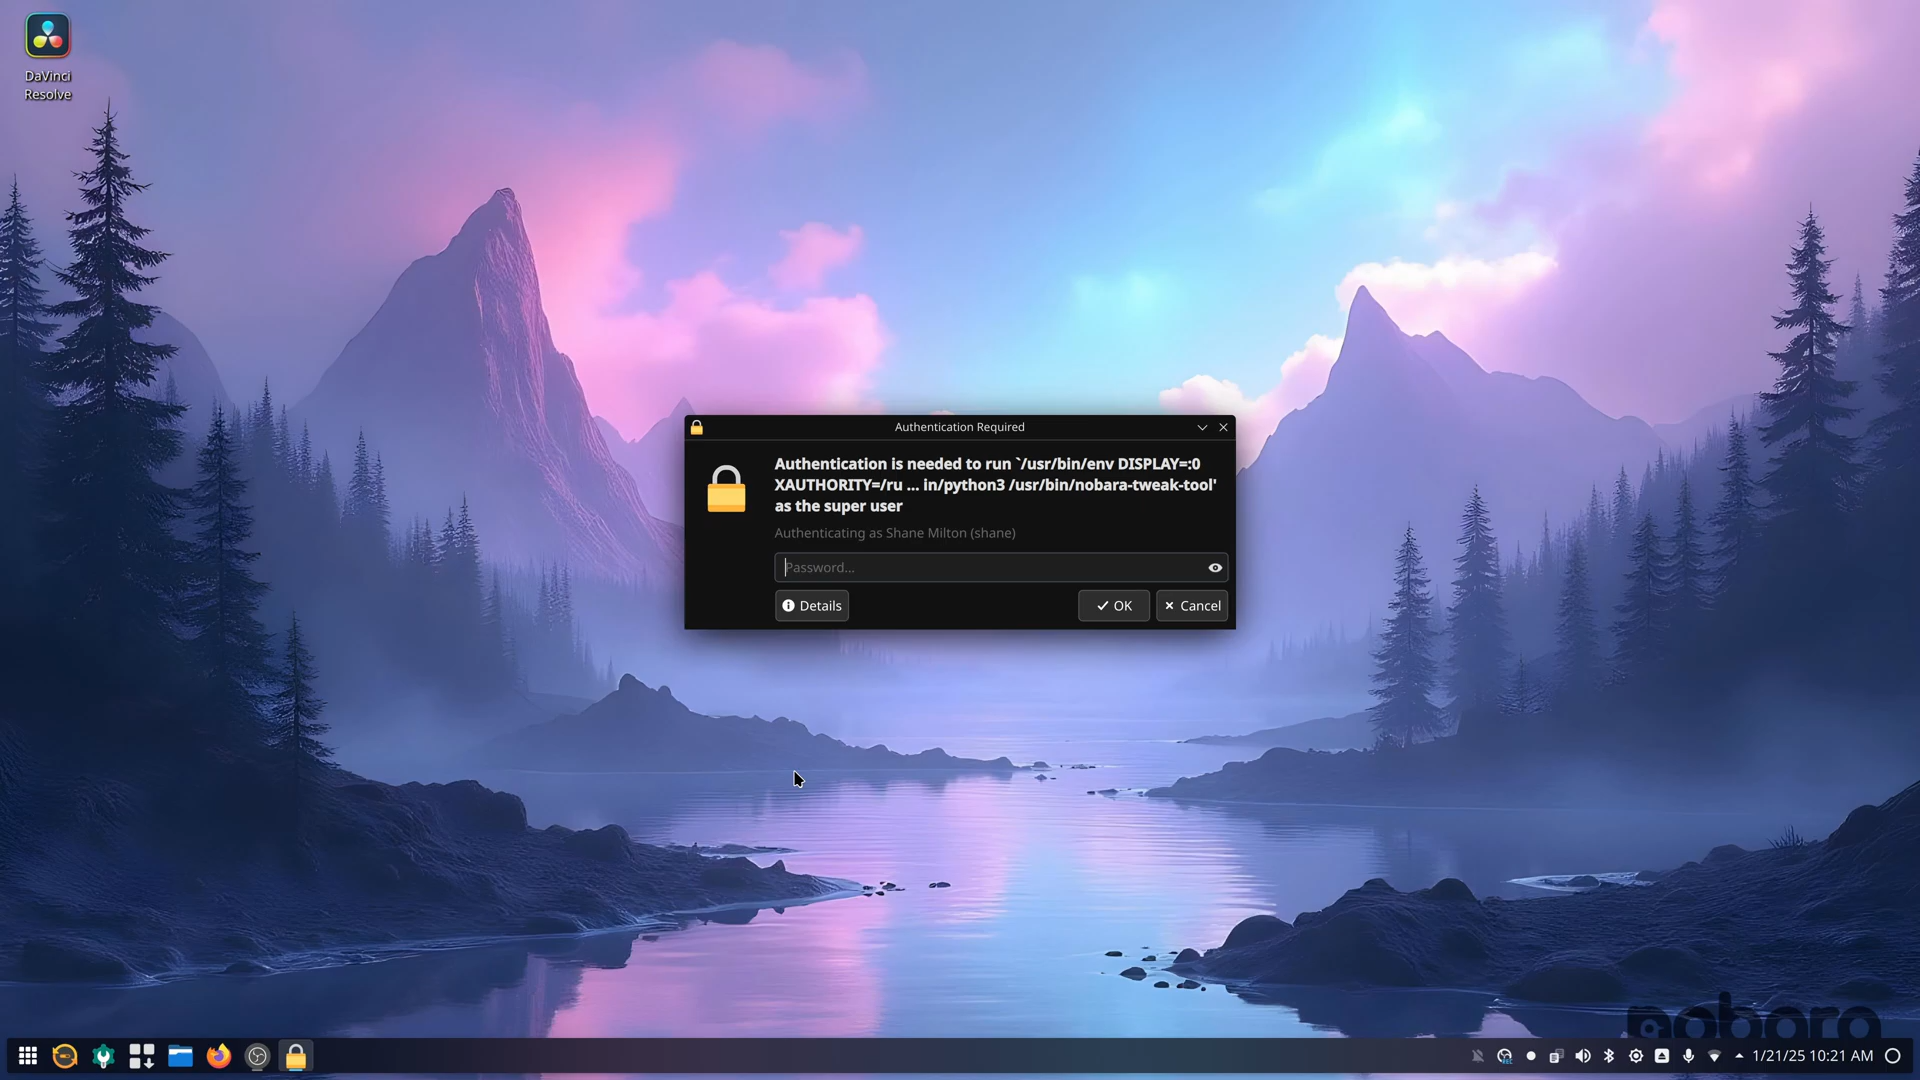 DaVinci
Resolve
Authentication Required
Authentication is needed to run `/usr/bin/env DISPLAY=:0
XAUTHORITY=/ru ... in/python3 /usr/bin/nobara-tweak-tool'
as the super user
Authenticating as Shane Milton (shane)
Password...
Details
OK
Cancel
nobara
1/21/25 10:21 AM